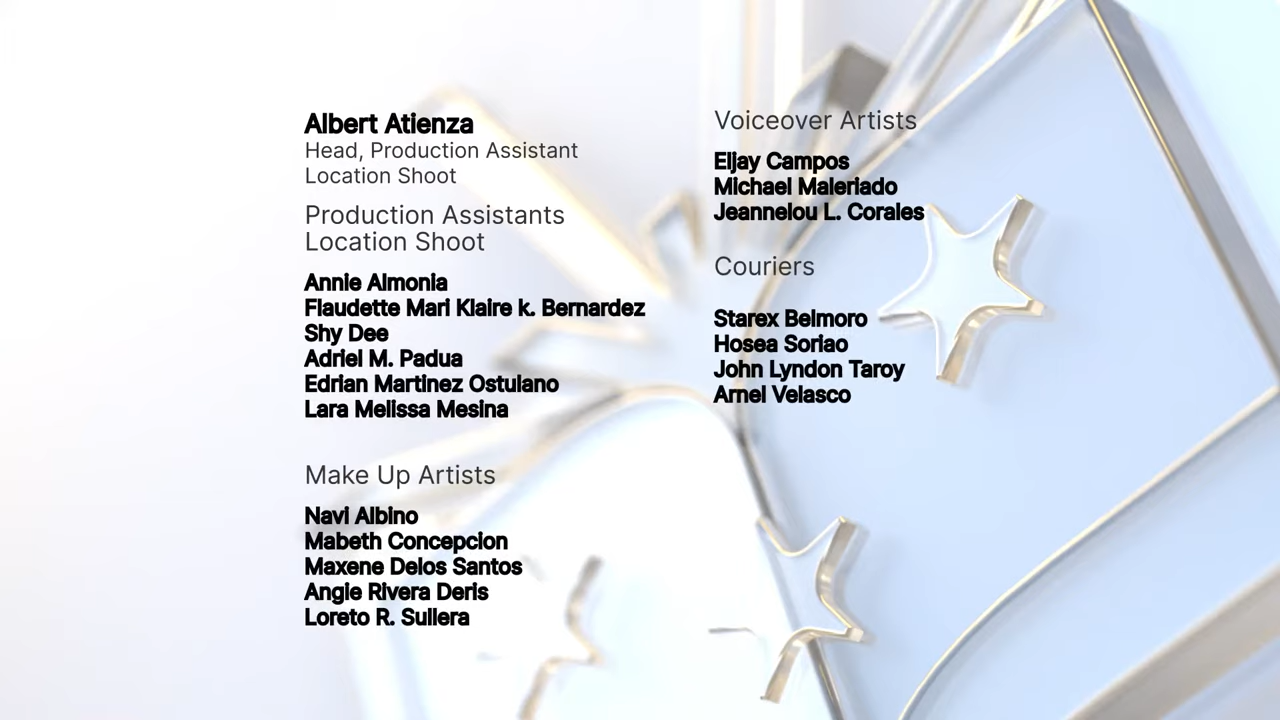 Albert Atienza
Head, Production Assistant
Location Shoot
Production Assistants
Location Shoot
Annie Almonia
Flaudette Mari Klaire k. Bernardez
Shy Dee
Adriel M. Padua
Edrian Martinez Ostulano
Lara Melissa Mesina
Make Up Artists
Navi Albino
Mabeth Concepcion
Maxene Delos Santos
Angie Rivera Deris
Loreto R. Sullera
Voiceover Artists
Eljay Campos
Michael Maleriado
Jeannelou L. Corales
Couriers
Starex Belmoro
Hosea Soriao
John Lyndon Taroy
Arnel Velasco